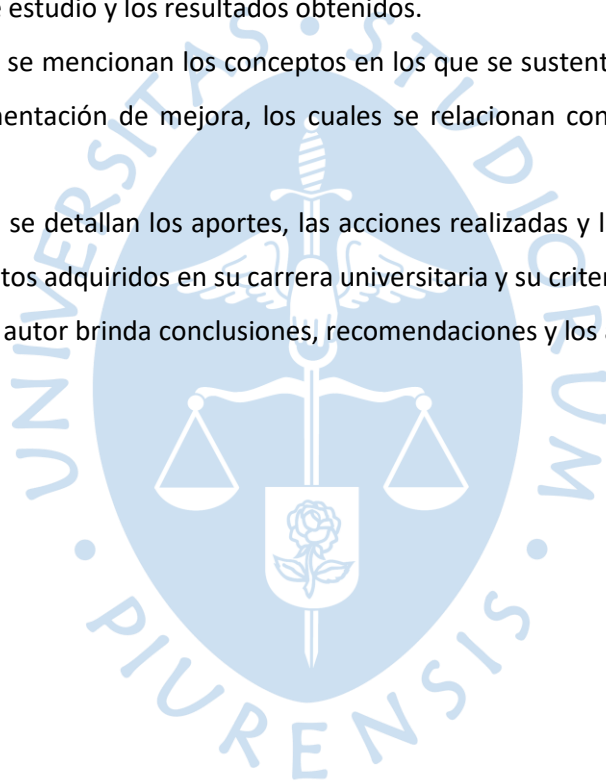 e estudio y los resultados obtenidos.
se mencionan los conceptos en los que se sustent
mentación de mejora, los cuales se relacionan con
se detallan los aportes, las acciones realizadas y l
tos adquiridos en su carrera universitaria y su criter
autor brinda conclusiones, recomendaciones y los
UNIVERSITAS • STUDIORUM • PIURENSIS •